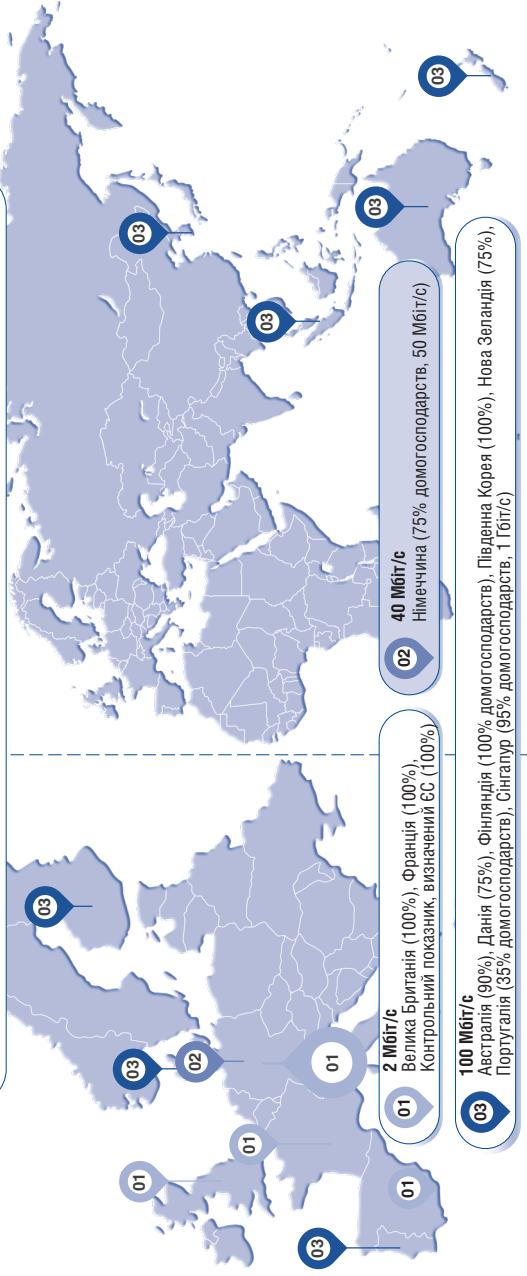 03
03
03
03
03
03
02
01
01
01
01
03
01
2 Мбіт/с
Велика Британія (100%), Франція (100%),
Контрольний показник, визначений ЄС (100%)
02
40 Мбіт/с
Німеччина (75% домогосподарств, 50 Мбіт/с)
03
100 Мбіт/с
Австралія (90%), Данія (75%), Фінляндія (100% домогосподарств), Південна Корея (100%), Нова Зеландія (75%),
Португалія (35% домогосподарств), Сінгапур (95% домогосподарств, 1 Гбіт/с)